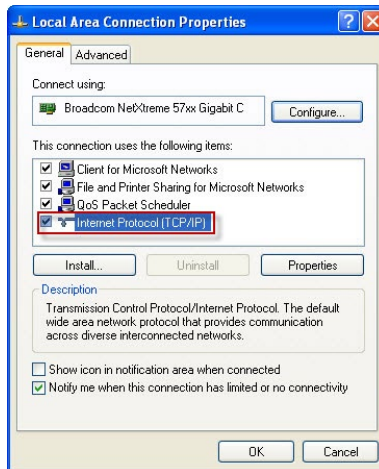 Local Area Connection Properties
General Advanced
Connect using:
Broadcom NetXtreme 57xx Gigabit C Configure...
This connection uses the following items:
Client for Microsoft Networks
File and Printer Sharing for Microsoft Networks
QoS Packet Scheduler
Internet Protocol (TCP/IP)
Install... Uninstall Properties
Description
Transmission Control Protocol/Internet Protocol. The default
wide area network protocol that provides communication
across diverse interconnected networks.
Show icon in notification area when connected
Notify me when this connection has limited or no connectivity
OK Cancel